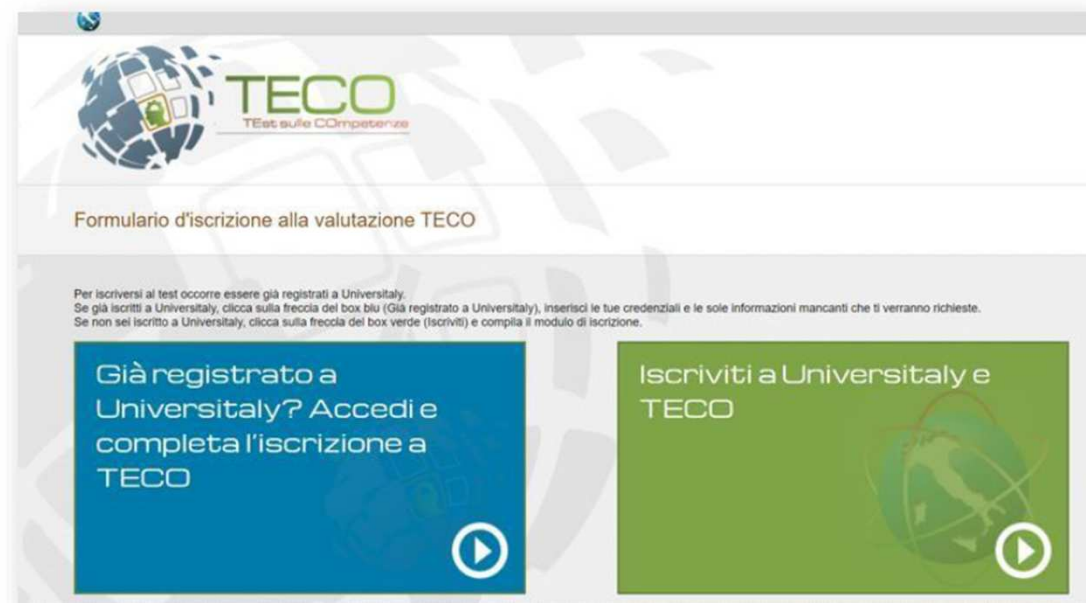 TECO
TEst sulle COmpetenze
Formulario d'iscrizione alla valutazione TECO
Per iscriversi al test occorre essere già registrati a Universitaly.
Se già iscritti a Universitaly, clicca sulla freccia del box blu (Già registrato a Universitaly), inserisci le tue credenziali e le sole informazioni mancanti che ti verranno richieste.
Se non sei iscritto a Universitaly, clicca sulla freccia del box verde (Iscriviti) e compila il modulo di iscrizione.
Già registrato a
Universitaly? Accedi e
completa l'iscrizione a
TECO
Iscriviti a Universitaly e
TECO